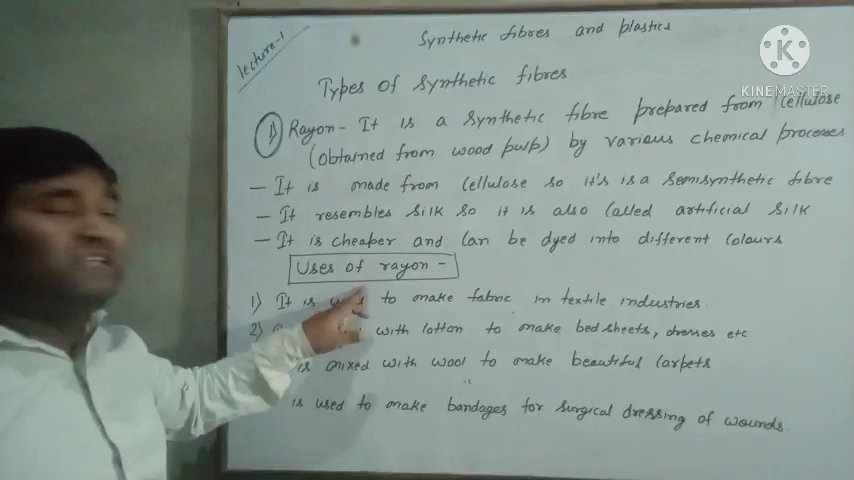 Lecture-1
Synthetic fibres and plastics
KINEMASTER
Types of synthetic fibres
1) Rayon - It is a synthetic fibre prepared from Cellulose
(obtained from wood pulp) by various chemical processes
- It is made from Cellulose so it's is a semisynthetic fibre
- It resembles silk so it is also called artificial silk
- It is cheaper and can be dyed into different colours
Uses of rayon -
1) It is to make fabric in textile industries.
2) with cotton to make bed sheets, dresses etc
is mixed with wool to make beautiful carpets
is used to make bandages for surgical dressing of wounds.